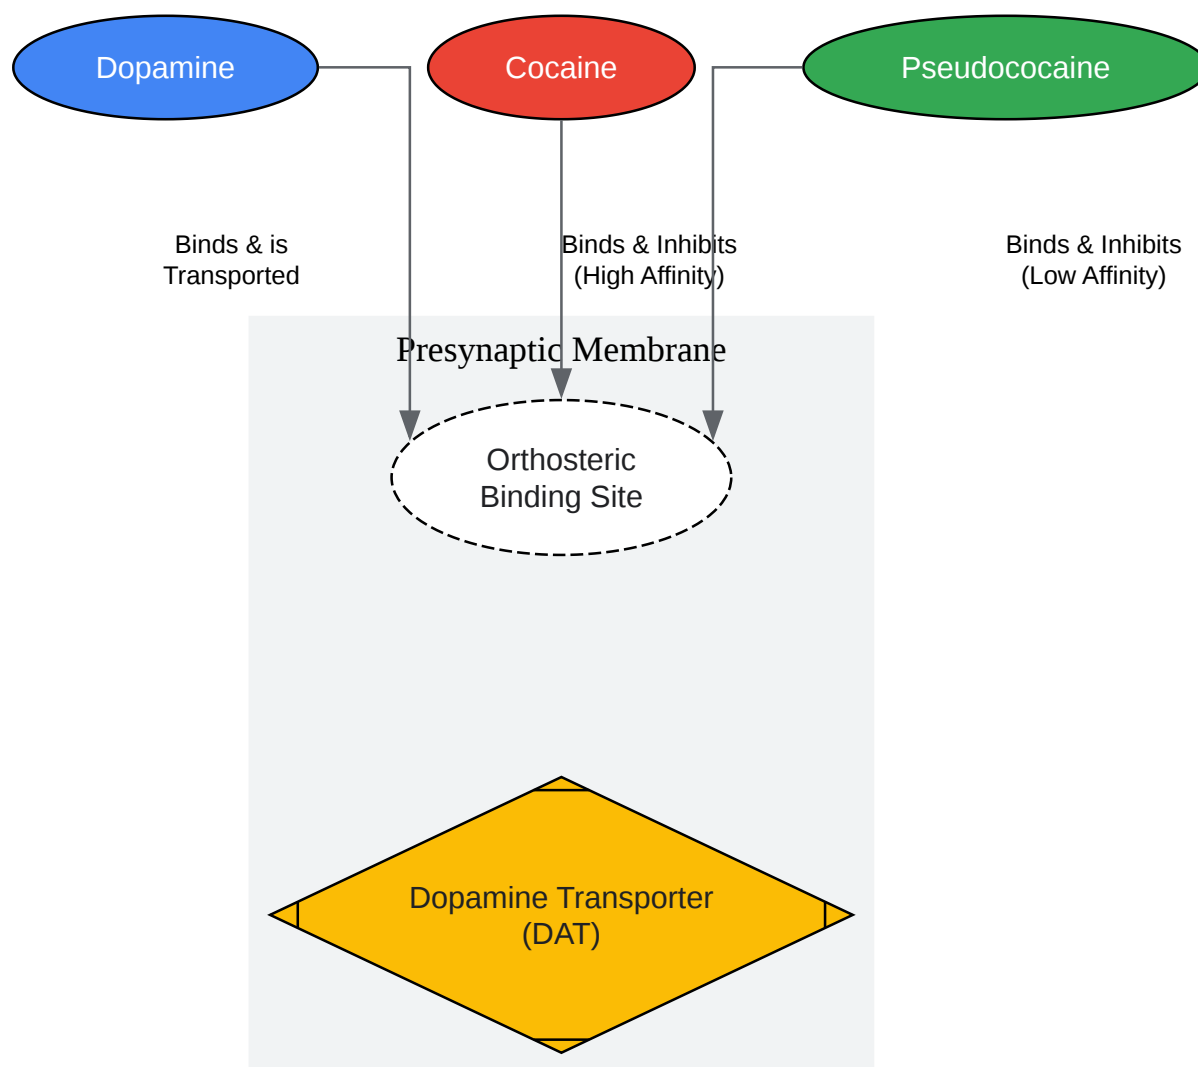 Dopamine
Cocaine
Pseudococaine
Binds & is
Transported
Binds & Inhibits
(High Affinity)
Binds & Inhibits
(Low Affinity)
Presynaptic Membrane
Orthosteric
Binding Site
Dopamine Transporter
(DAT)